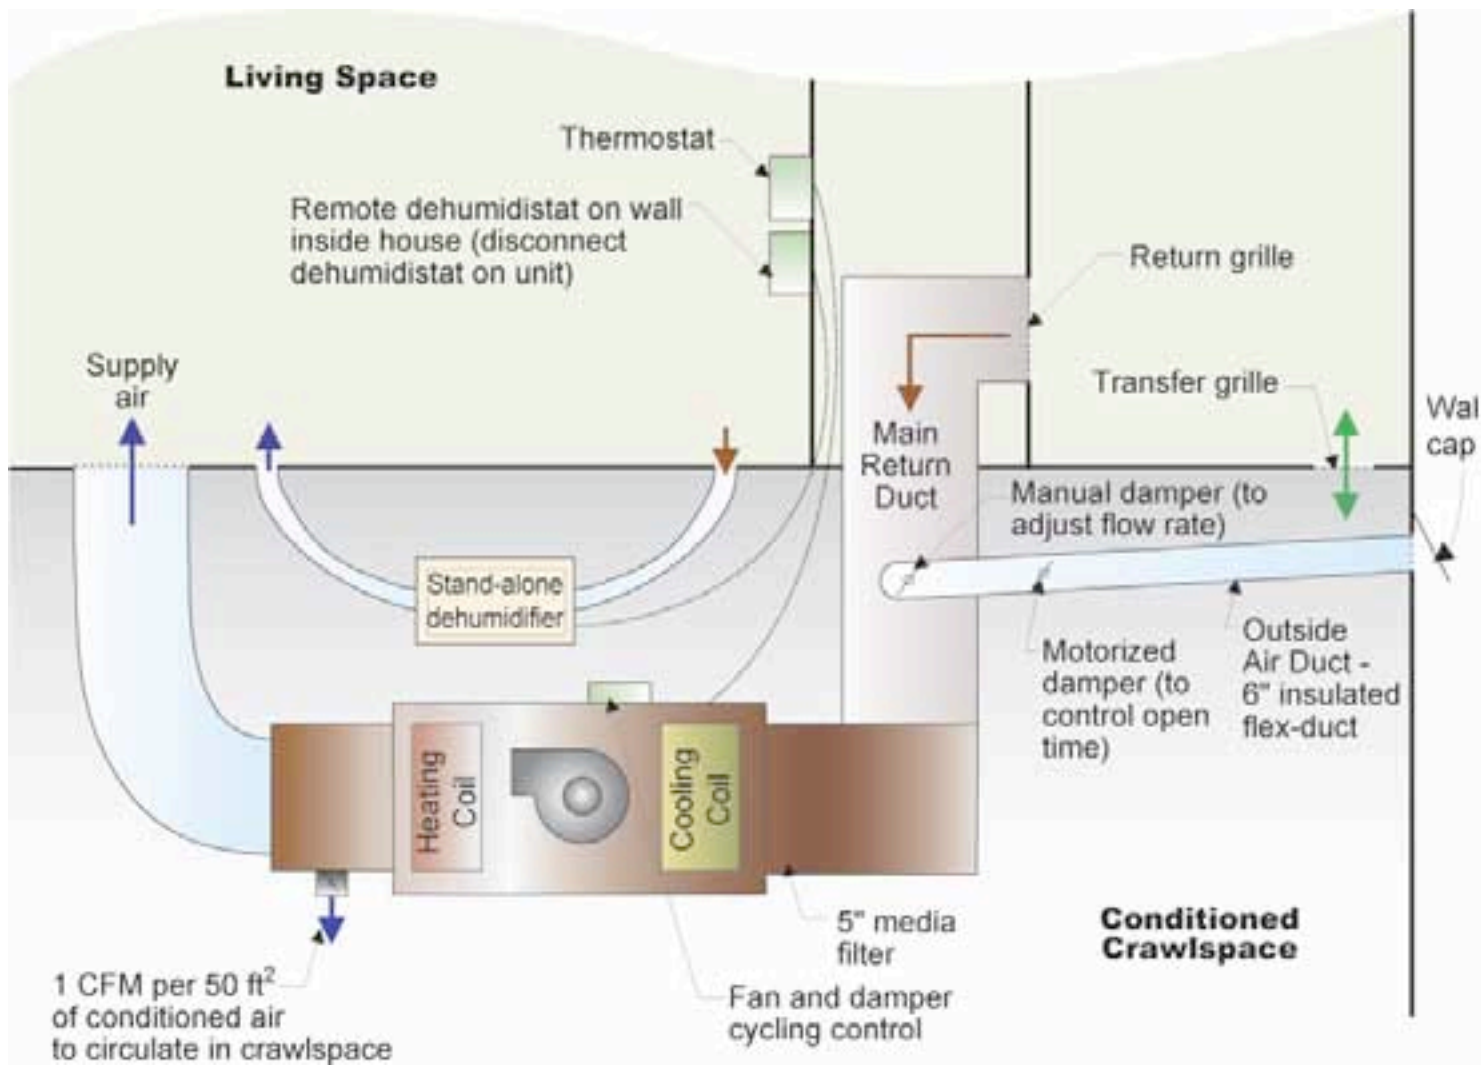 Living Space
Thermostat
Remote dehumidistat on wall
inside house (disconnect
dehumidistat on unit)
Return grille
Supply
air
Transfer grille
Wal
cap
Main
Return
Duct
Manual damper (to
adjust flow rate)
Stand-alone
dehumidifier
Motorized
damper (to
control open
time)
Outside
Air Duct -
6" insulated
flex-duct
Heating
Coil
Cooling
Coil
5" media
filter
Conditioned
Crawlspace
1 CFM per 50 ft²
of conditioned air
to circulate in crawlspace
Fan and damper
cycling control